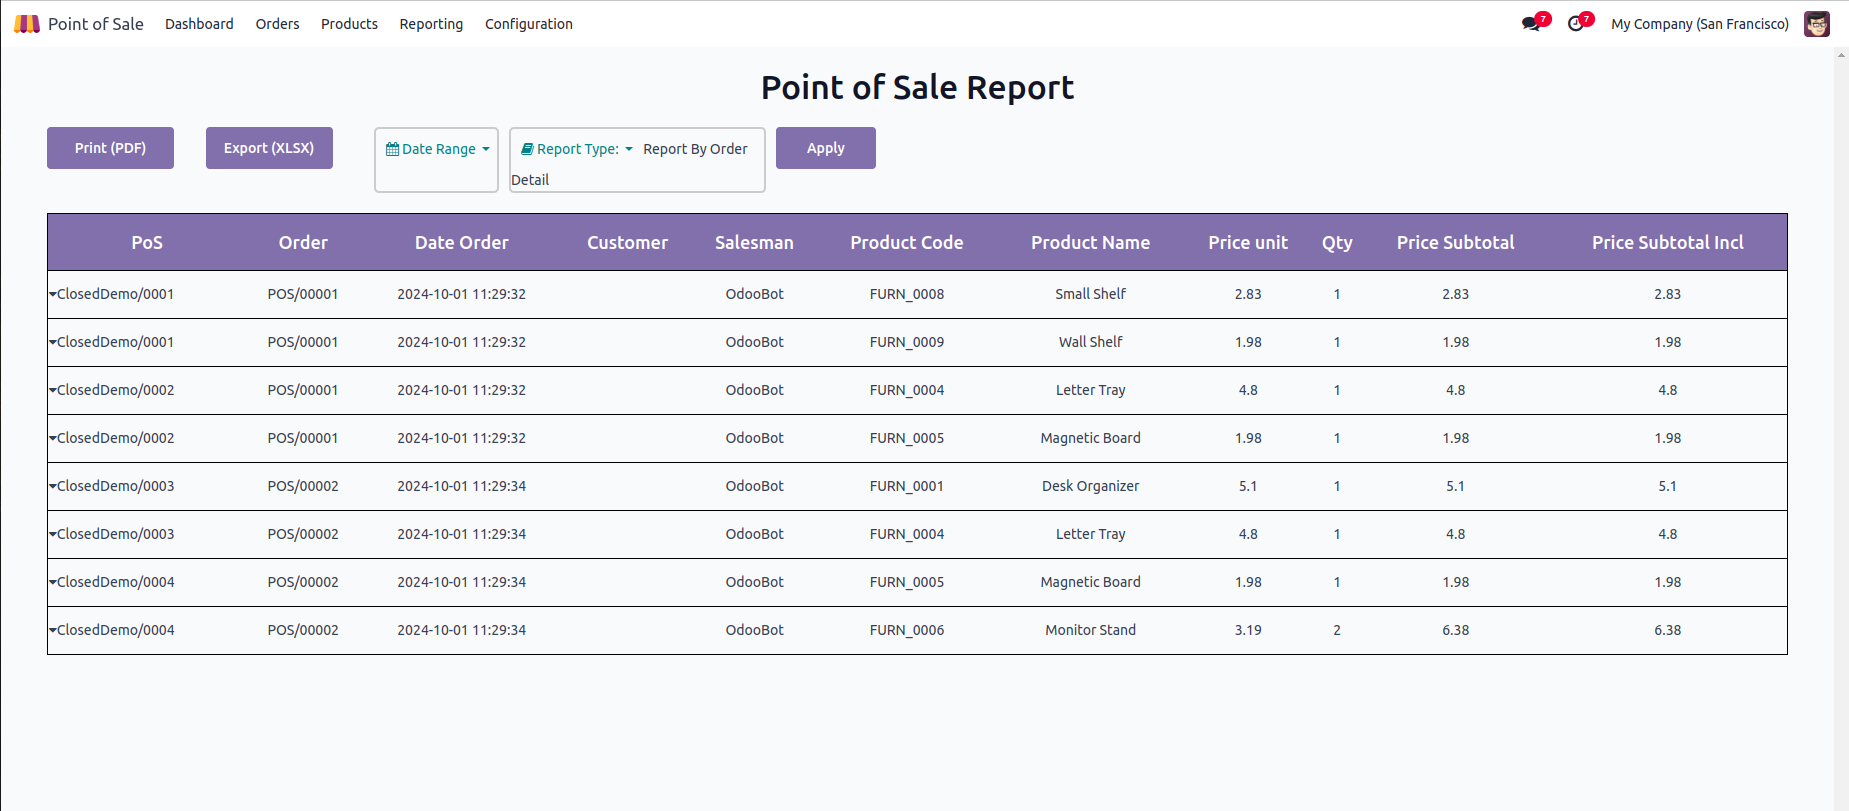 Point of Sale Dashboard Orders Products Reporting Configuration 7 7 My Company (San Francisco)
Point of Sale Report
Print (PDF) Export (XLSX) Date Range Report Type: Report By Order Apply
Detail
PoS Order Date Order Customer Salesman Product Code Product Name Price unit Qty Price Subtotal Price Subtotal Incl
ClosedDemo/0001 POS/00001 2024-10-01 11:29:32 OdooBot FURN_0008 Small Shelf 2.83 1 2.83 2.83
ClosedDemo/0001 POS/00001 2024-10-01 11:29:32 OdooBot FURN_0009 Wall Shelf 1.98 1 1.98 1.98
ClosedDemo/0002 POS/00001 2024-10-01 11:29:32 OdooBot FURN_0004 Letter Tray 4.8 1 4.8 4.8
ClosedDemo/0002 POS/00001 2024-10-01 11:29:32 OdooBot FURN_0005 Magnetic Board 1.98 1 1.98 1.98
ClosedDemo/0003 POS/00002 2024-10-01 11:29:34 OdooBot FURN_0001 Desk Organizer 5.1 1 5.1 5.1
ClosedDemo/0003 POS/00002 2024-10-01 11:29:34 OdooBot FURN_0004 Letter Tray 4.8 1 4.8 4.8
ClosedDemo/0004 POS/00002 2024-10-01 11:29:34 OdooBot FURN_0005 Magnetic Board 1.98 1 1.98 1.98
ClosedDemo/0004 POS/00002 2024-10-01 11:29:34 OdooBot FURN_0006 Monitor Stand 3.19 2 6.38 6.38